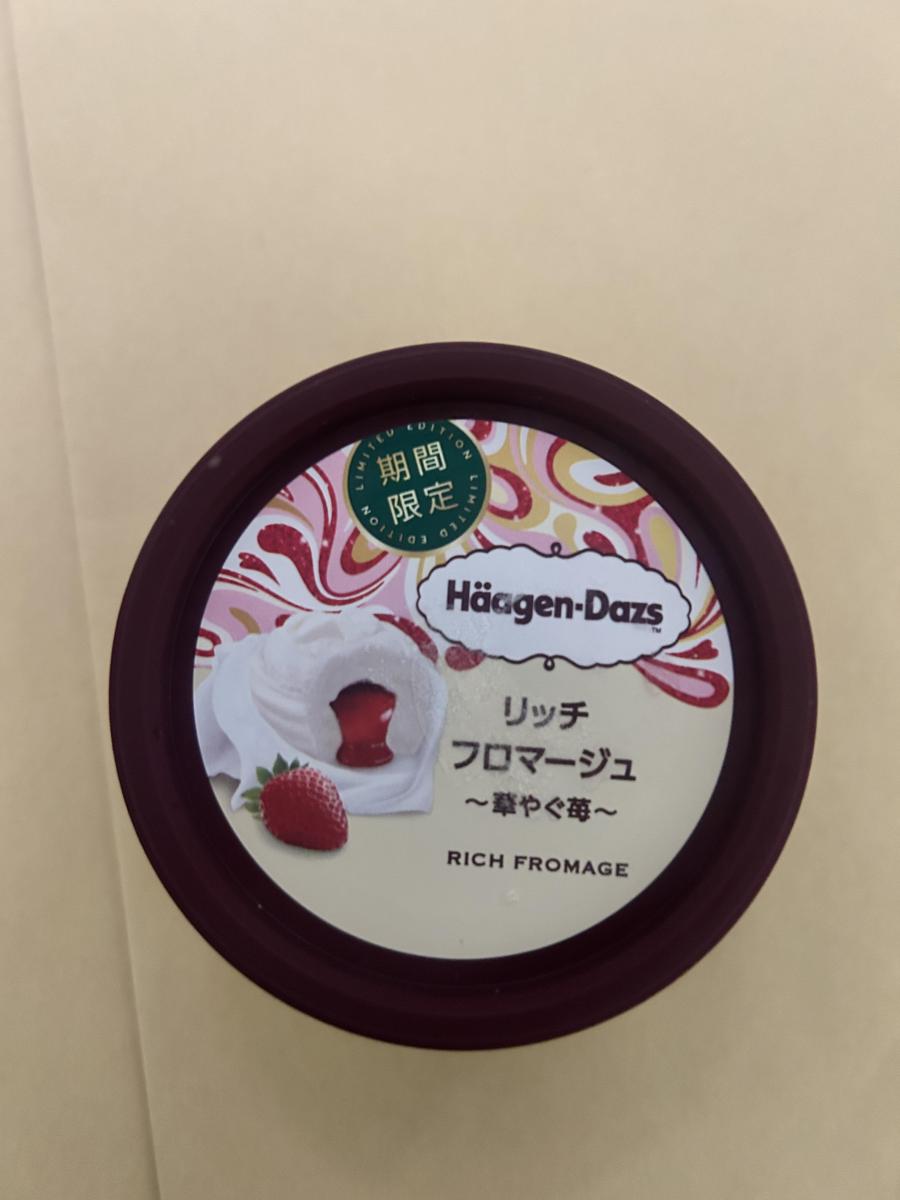 LIMITED EDITION LIMITED EDITION
期間
限定
Häagen-Dazs
TM
リッチ
フロマージュ
～華やぐ苺～
RICH FROMAGE